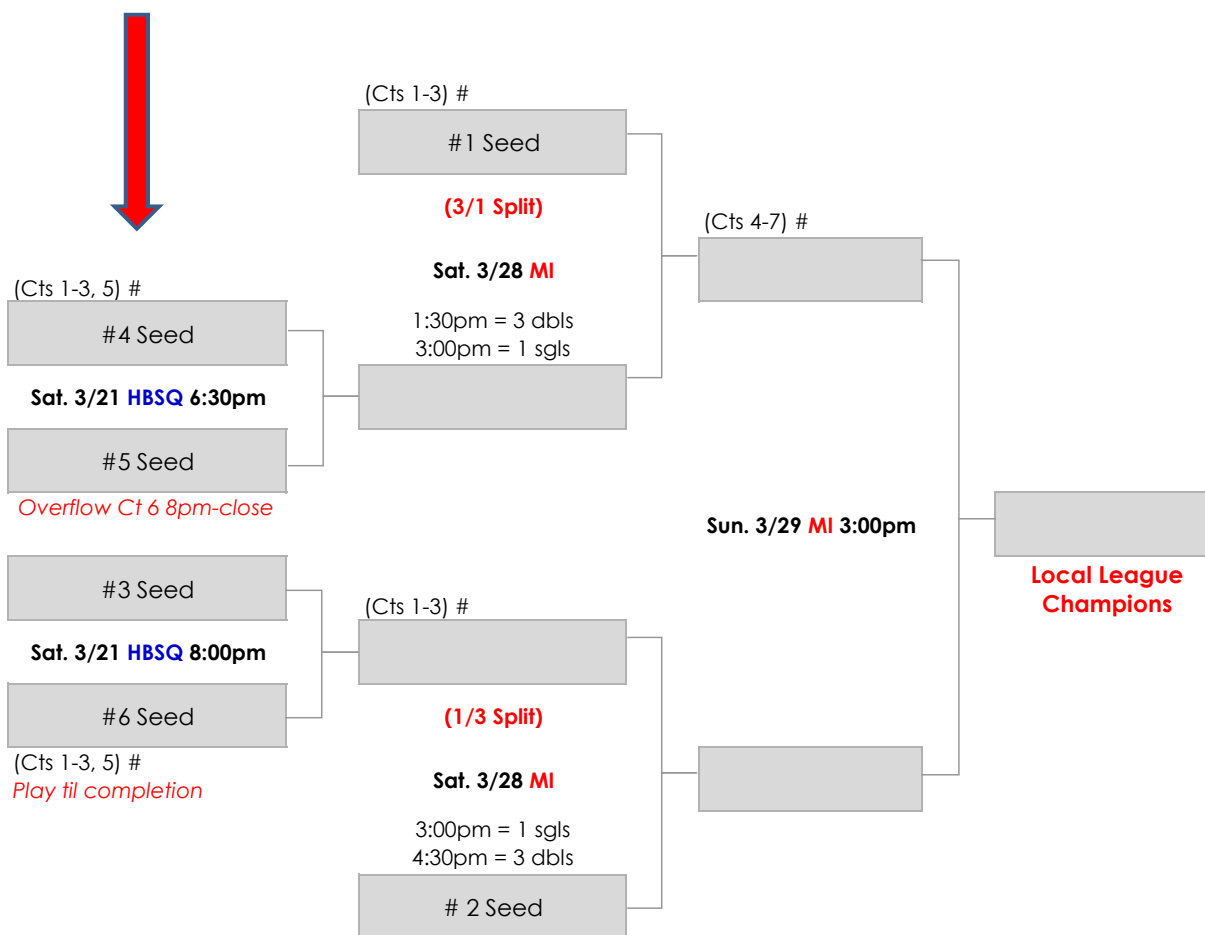 (Cts 1-3) #
#1 Seed
(3/1 Split)
(Cts 4-7) #
Sat. 3/28 MI
(Cts 1-3, 5) #
1:30pm = 3 dbls
#4 Seed
3:00pm = 1 sgls
Sat. 3/21 HBSQ 6:30pm
#5 Seed
Overflow Ct 6 8pm-close
Sun. 3/29 MI 3:00pm
#3 Seed
Local League
Champions
(Cts 1-3) #
Sat. 3/21 HBSQ 8:00pm
#6 Seed
(1/3 Split)
(Cts 1-3, 5) #
Play til completion
Sat. 3/28 MI
3:00pm = 1 sgls
4:30pm = 3 dbls
# 2 Seed